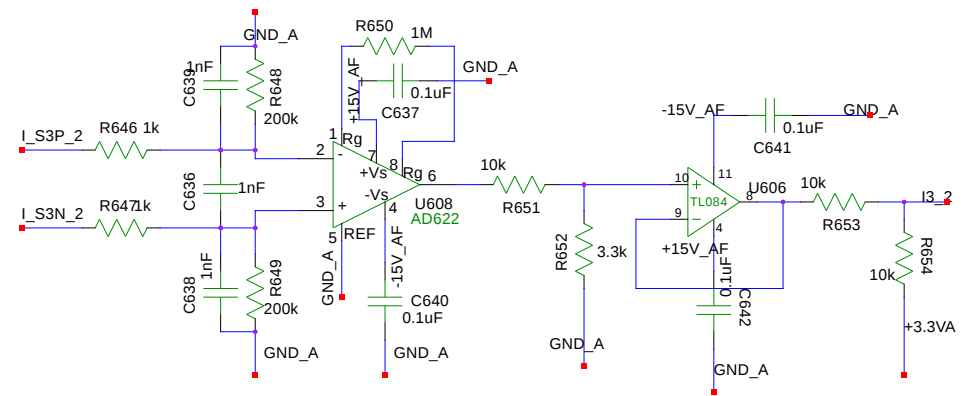 GND_A
1nF
C639
R648
200k
I_S3P_2
R646 1k
C636
1nF
I_S3N_2
R647
1k
1nF
C638
R649
200k
GND_A
R650
1M
+15V_AF
C637
0.1uF
GND_A
1
Rg
2
-
7
+Vs
8
Rg
6
3
+
-Vs
4
5
REF
U608
AD622
GND_A
-15V_AF
C640
0.1uF
GND_A
10k
R651
R652
3.3k
GND_A
-15V_AF
C641
0.1uF
GND_A
10
+
11
U606
TL084
8
9
-
4
+15V_AF
0.1uF
C642
GND_A
10k
R653
I3_2
R654
10k
+3.3VA